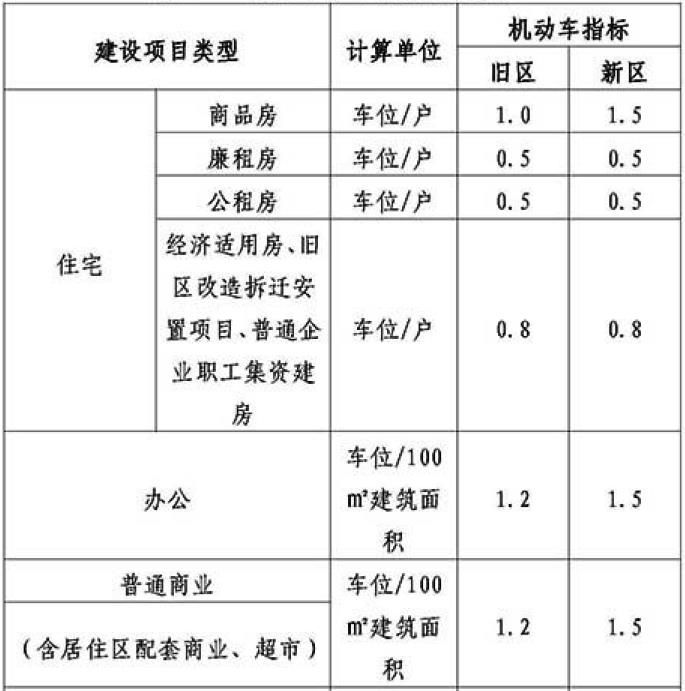 建设项目类型 计算单位 机动车指标
旧区 新区
住宅
商品房 车位/户 1.0 1.5
廉租房 车位/户 0.5 0.5
公租房 车位/户 0.5 0.5
经济适用房、旧
区改造拆迁安
置项目、普通企
业职工集资建
房
车位/户 0.8 0.8
办公
车位/100
㎡建筑面
积
1.2 1.5
普通商业
（含居住区配套商业、超市）
车位/100
㎡建筑面
积
1.2 1.5